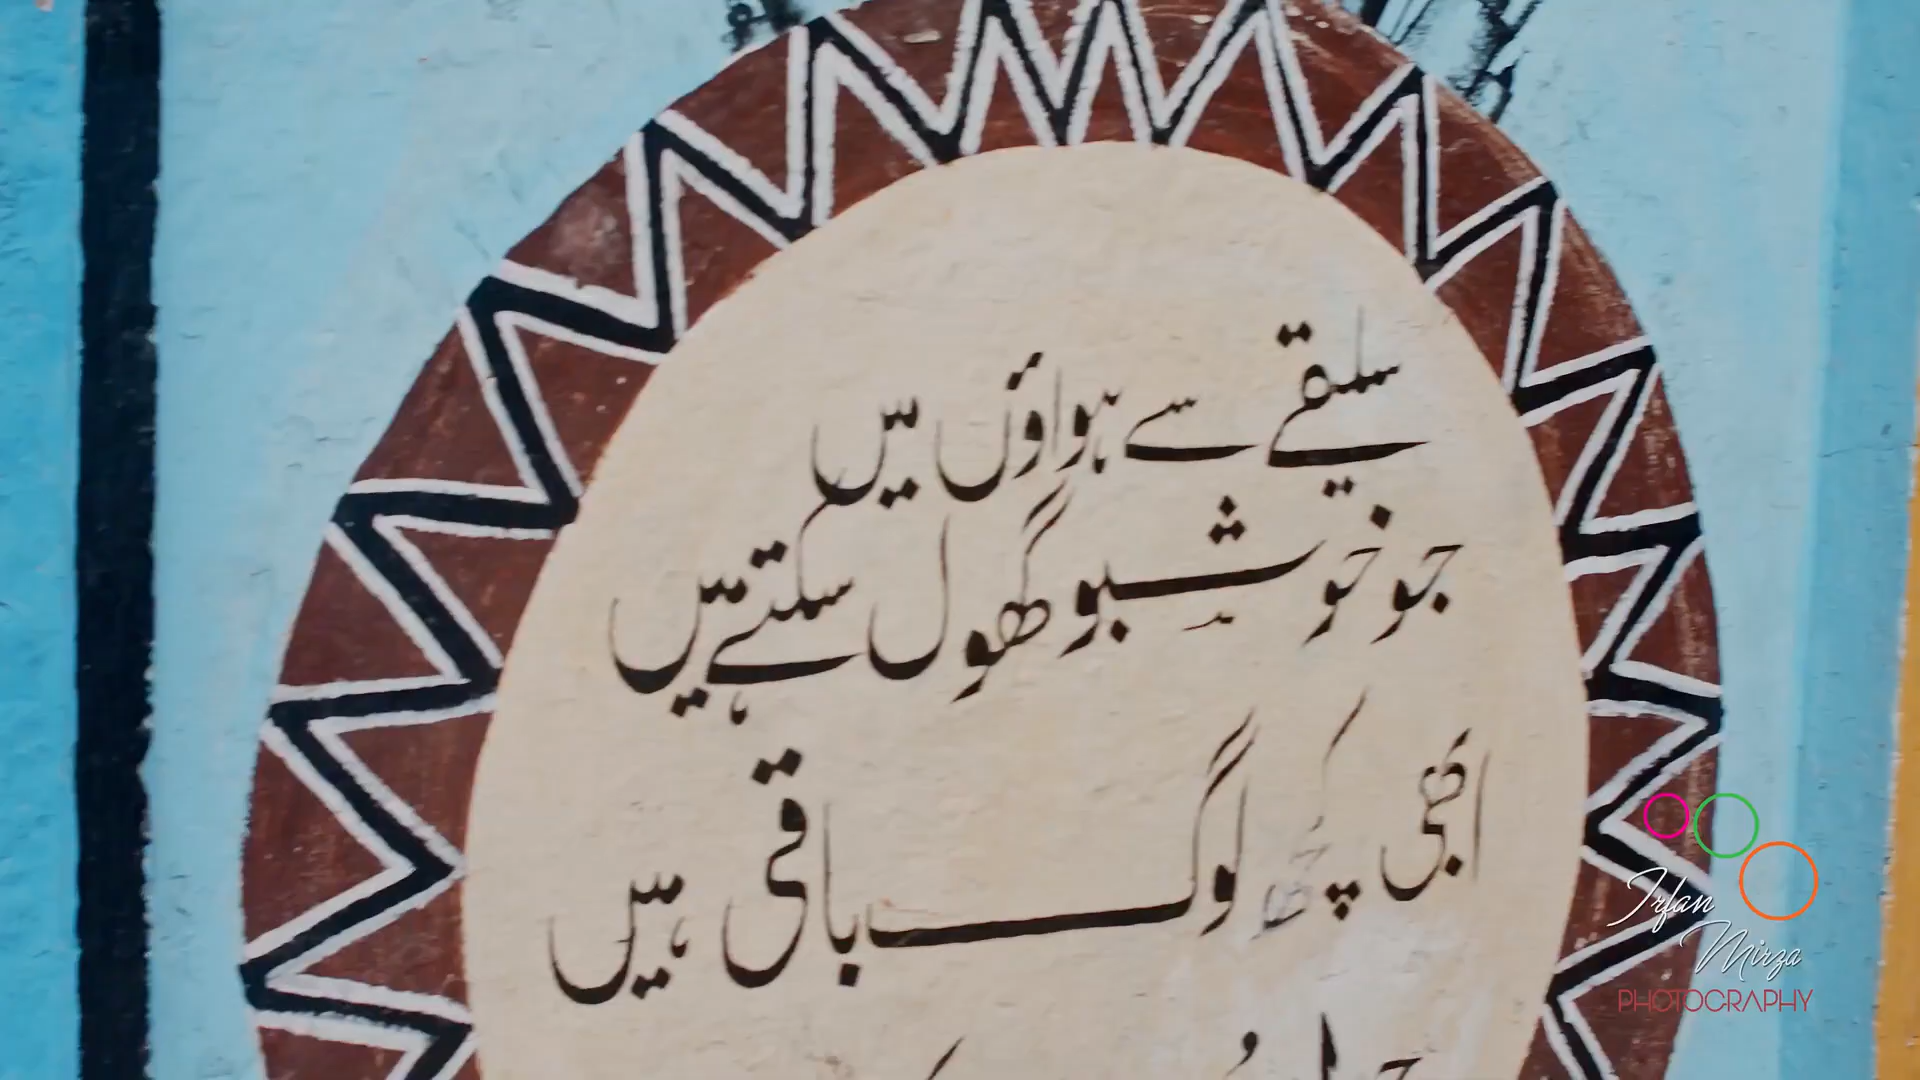 سلیقے سے ہواؤں میں
جو خوشبو گھول سکتے ہیں
ابھی کچھ لوگ باقی ہیں
Irfan
Mirza
PHOTOGRAPHY